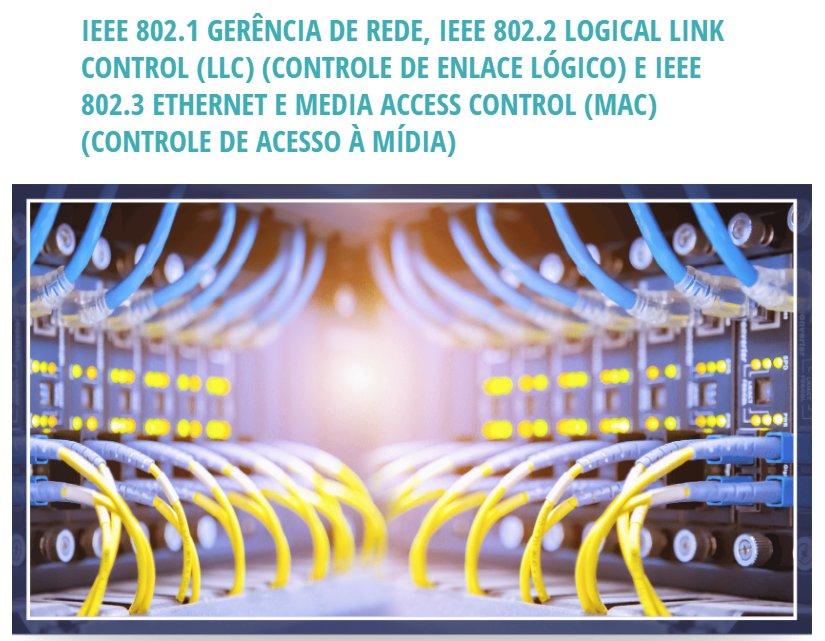 IEEE 802.1 GERÊNCIA DE REDE, IEEE 802.2 LOGICAL LINK
CONTROL (LLC) (CONTROLE DE ENLACE LÓGICO) E IEEE
802.3 ETHERNET E MEDIA ACCESS CONTROL (MAC)
(CONTROLE DE ACESSO À MÍDIA)